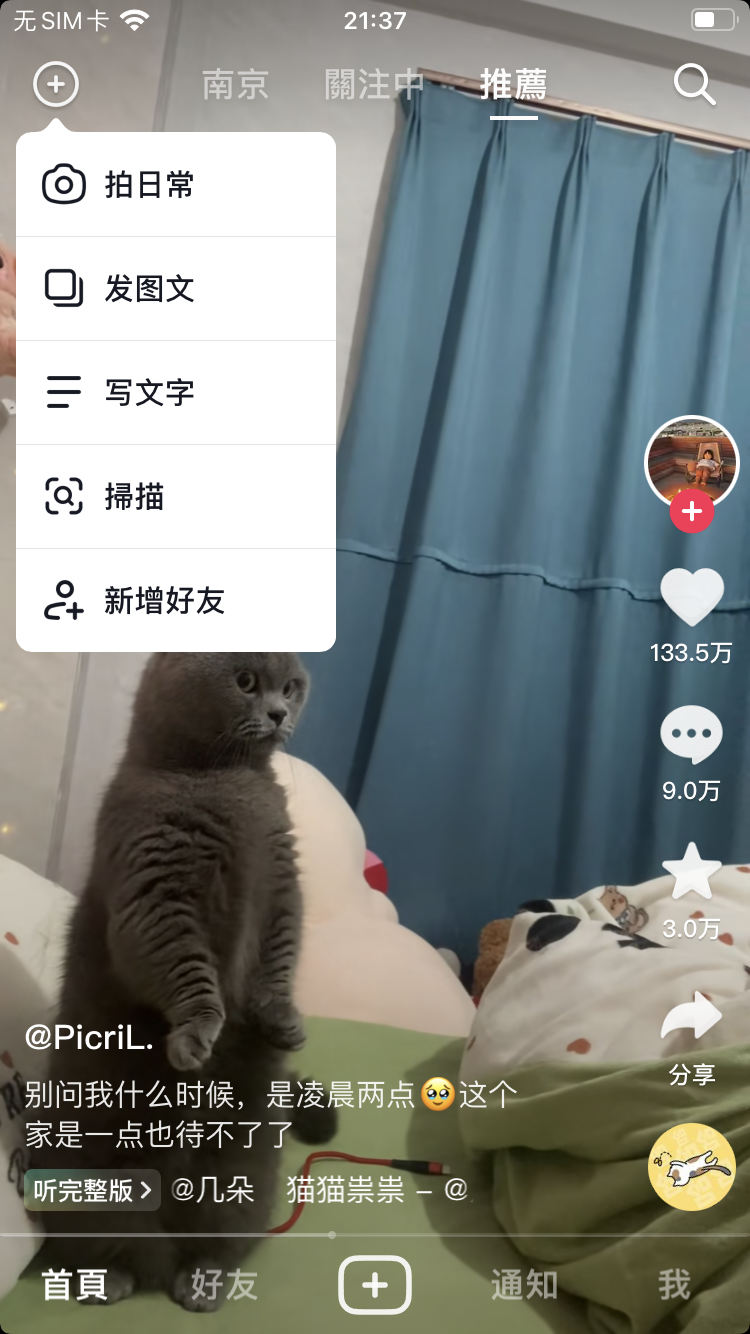 无SIM卡
21:37
南京 關注中 推薦
拍日常
发图文
写文字
掃描
新增好友
133.5万
9.0万
3.0万
分享
@PicriL.
别问我什么时候，是凌晨两点🥹这个
家是一点也待不了了
听完整版 @几朵 猫猫祟祟 – @
首頁 好友 通知 我